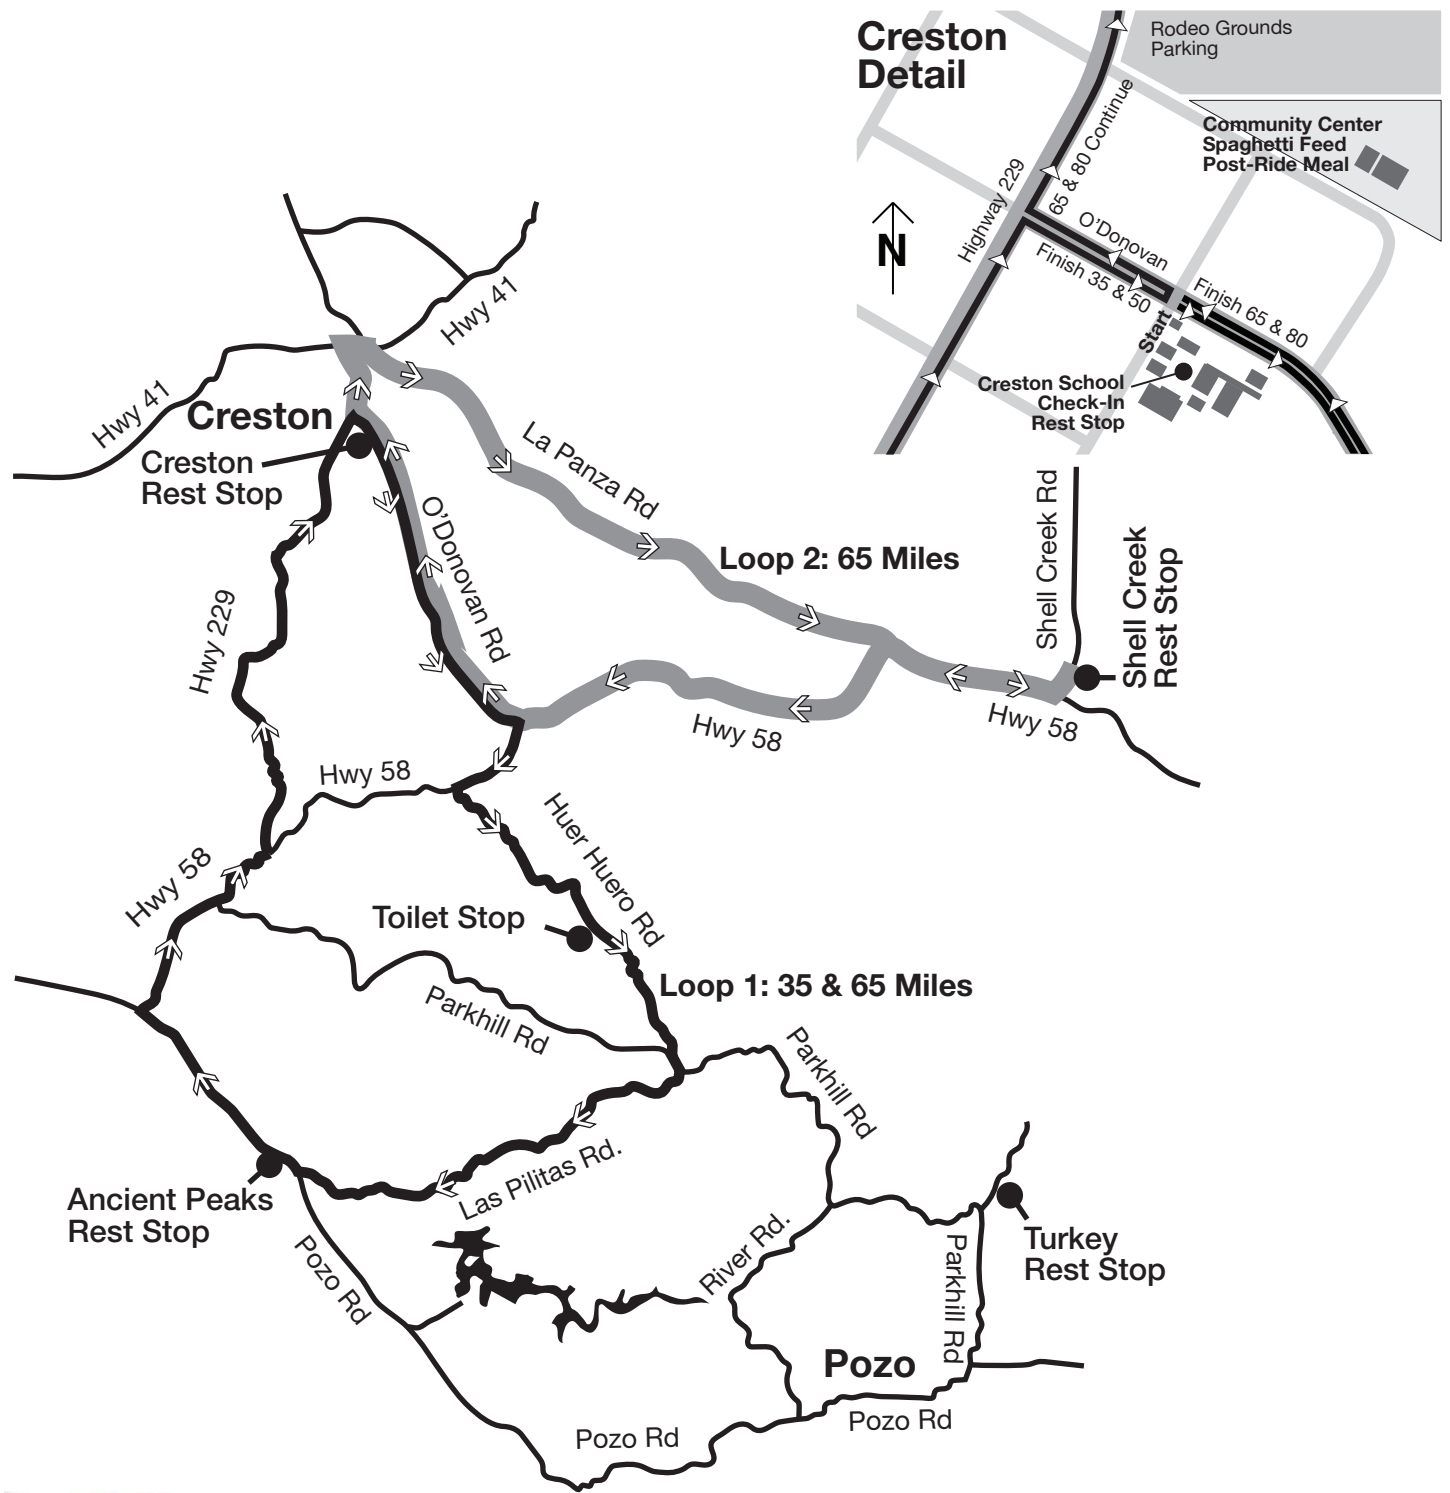 Creston
Detail
Rodeo Grounds
Parking
Community Center
Spaghetti Feed
Post-Ride Meal
65 & 80 Continue
Highway 229
N
O'Donovan
Finish 35 & 50
Finish 65 & 80
Start
Creston School
Check-In
Rest Stop
Hwy 41
Hwy 41
Creston
Creston
Rest Stop
La Panza Rd
O'Donovan Rd
Loop 2: 65 Miles
Shell Creek Rd
Shell Creek
Rest Stop
Hwy 229
Hwy 58
Hwy 58
Hwy 58
Huer Huero Rd
Hwy 58
Toilet Stop
Loop 1: 35 & 65 Miles
Parkhill Rd
Parkhill Rd
Las Pilitas Rd.
Ancient Peaks
Rest Stop
Pozo Rd
River Rd.
Parkhill Rd
Turkey
Rest Stop
Pozo
Pozo Rd
Pozo Rd